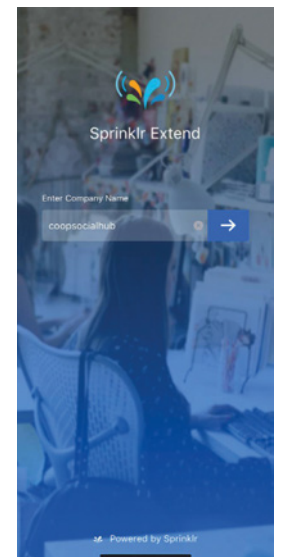 Sprinklr Extend
Enter Company Name
coopsocialhub
Powered by Sprinklr